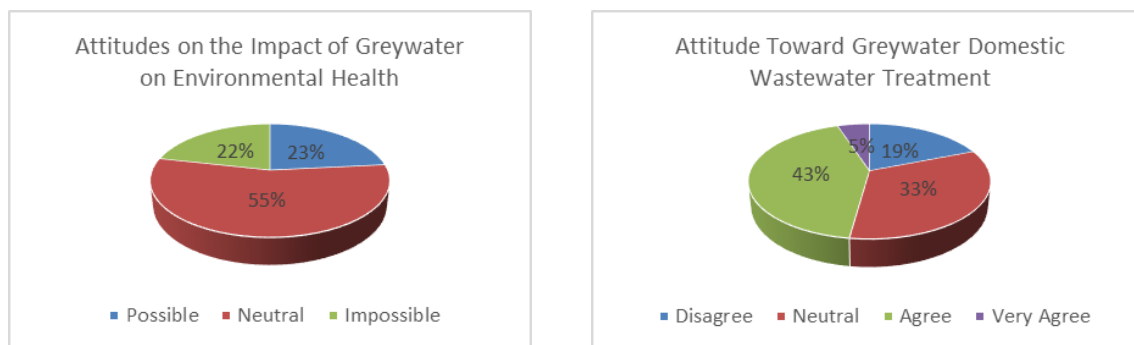 Attitudes on the Impact of Greywater
on Environmental Health
22%
23%
55%
Possible
Neutral
Impossible
Attitude Toward Greywater Domestic
Wastewater Treatment
5%
19%
43%
33%
Disagree
Neutral
Agree
Very Agree